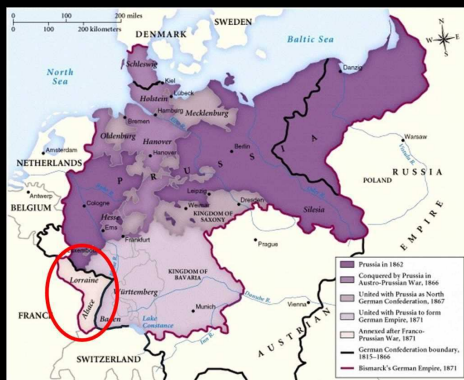 0 100 200 miles
0 100 200 kilometers
SWEDEN
DENMARK
Baltic Sea
North
Sea
Schleswig
Kiel
Danzig
Holstein
Lübeck
Hamburg
Mecklenburg
Bremen
Oldenburg
Hanover
Amsterdam
Hanover
Berlin
Warsaw
NETHERLANDS
PRUSSIA
POLAND
RUSSIA
Antwerp
BELGIUM
Cologne
Leipzig
Dresden
KINGDOM OF
SAXONY
Silesia
Hesse
Ems
Frankfurt
Prague
Lorraine
Alsace
Württemberg
KINGDOM OF
BAVARIA
FRANCE
Baden
Lake
Constance
Munich
Danube R.
Inn R.
Vienna
SWITZERLAND
AUSTRIAN EMPIRE
N
W
E
S
Prussia in 1862
Conquered by Prussia in
Austro-Prussian War, 1866
United with Prussia as North
German Confederation, 1867
United with Prussia to form
German Empire, 1871
Annexed after Franco-
Prussian War, 1871
German Confederation boundary,
1815–1866
Bismarck's German Empire, 1871